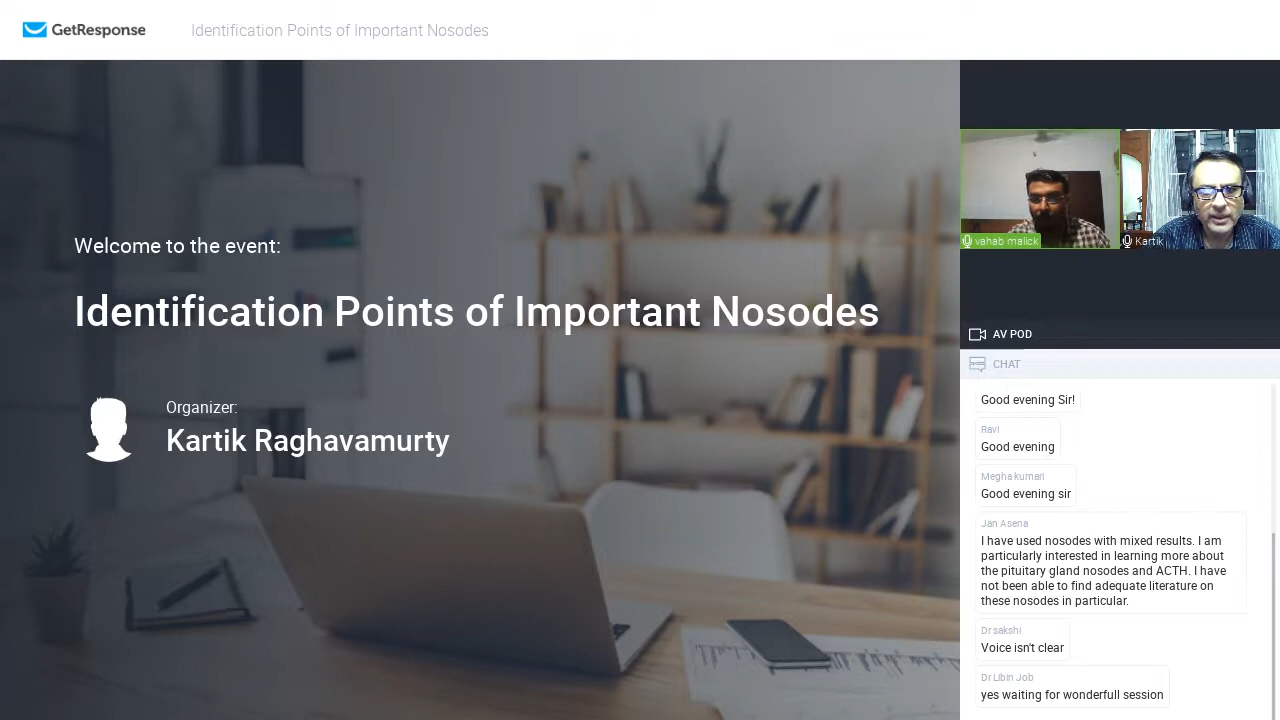 GetResponse
Identification Points of Important Nosodes
Welcome to the event:
Identification Points of Important Nosodes
Organizer:
Kartik Raghavamurty
vahab malick
Kartik
AV POD
CHAT
Good evening Sir!
Ravi
Good evening
Megha kumari
Good evening sir
Jan Asena
I have used nosodes with mixed results. I am
particularly interested in learning more about
the pituitary gland nosodes and ACTH. I have
not been able to find adequate literature on
these nosodes in particular.
Dr sakshi
Voice isn't clear
Dr Libin Job
yes waiting for wonderfull session